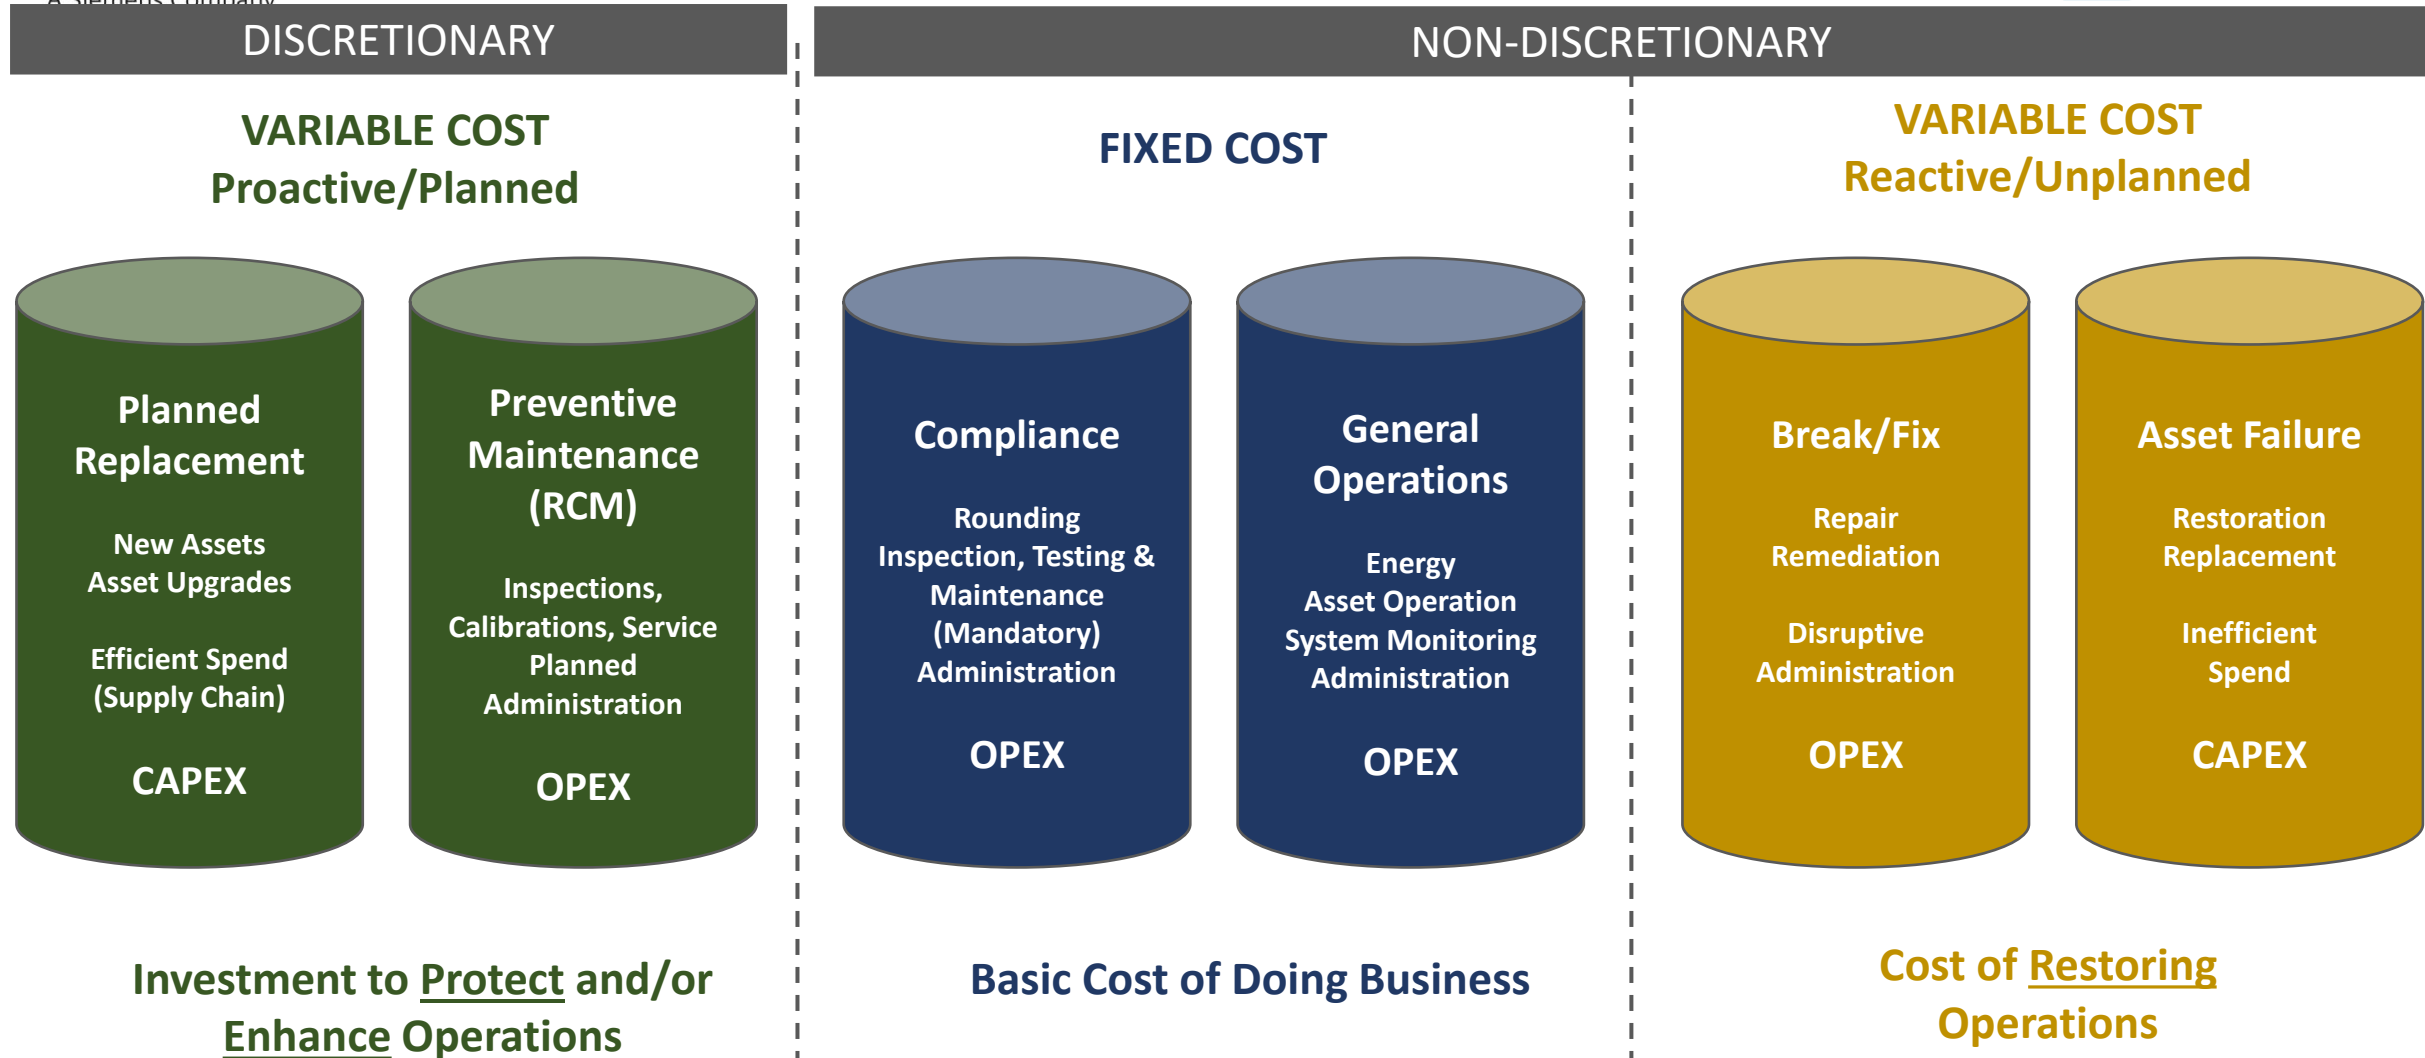 A Siemens Company
DISCRETIONARY
NON-DISCRETIONARY
VARIABLE COST
Proactive/Planned
FIXED COST
VARIABLE COST
Reactive/Unplanned
Planned
Replacement
New Assets
Asset Upgrades
Efficient Spend
(Supply Chain)
CAPEX
Preventive
Maintenance
(RCM)
Inspections,
Calibrations, Service
Planned
Administration
OPEX
Compliance
Rounding
Inspection, Testing &
Maintenance
(Mandatory)
Administration
OPEX
General
Operations
Energy
Asset Operation
System Monitoring
Administration
OPEX
Break/Fix
Repair
Remediation
Disruptive
Administration
OPEX
Asset Failure
Restoration
Replacement
Inefficient
Spend
CAPEX
Investment to Protect and/or
Enhance Operations
Basic Cost of Doing Business
Cost of Restoring
Operations